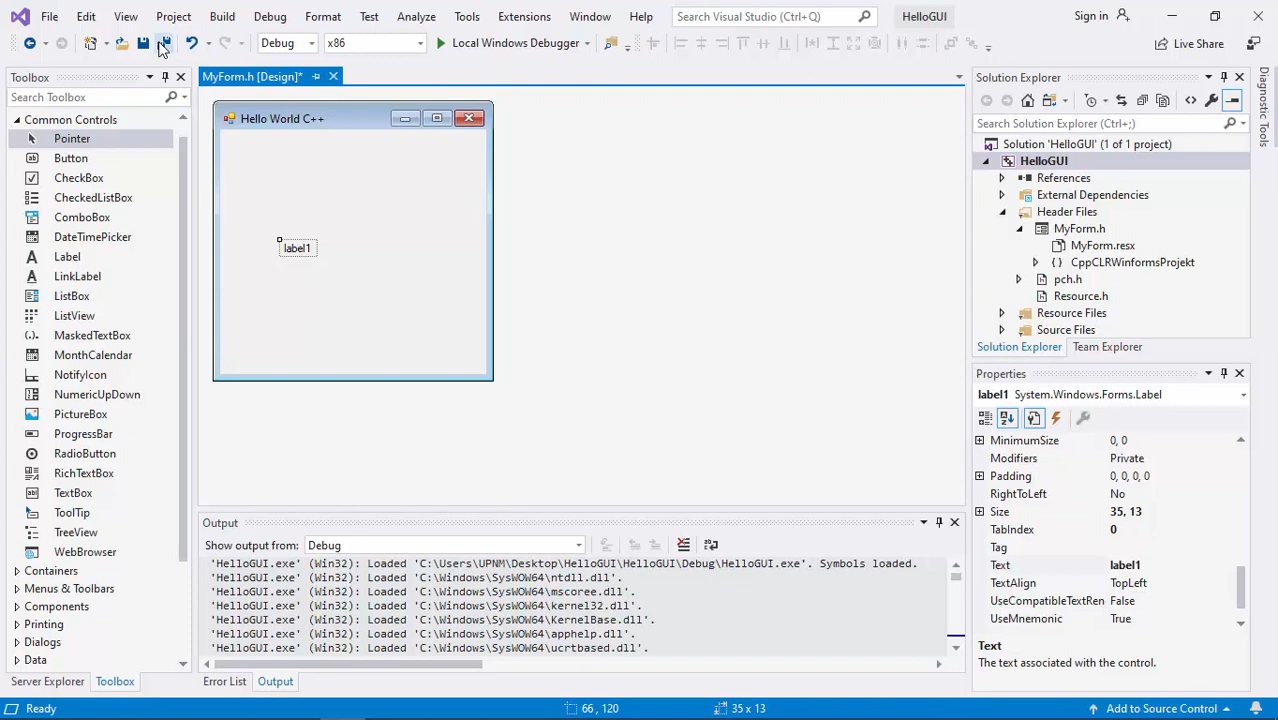 File Edit View Project Build Debug Format Test Analyze Tools Extensions Window Help Search Visual Studio (Ctrl+Q) HelloGUI Sign in
Debug x86 Local Windows Debugger Live Share
Toolbox
Search Toolbox
Common Controls
Pointer
Button
CheckBox
CheckedListBox
ComboBox
DateTimePicker
Label
LinkLabel
ListBox
ListView
MaskedTextBox
MonthCalendar
NotifyIcon
NumericUpDown
PictureBox
ProgressBar
RadioButton
RichTextBox
TextBox
ToolTip
TreeView
WebBrowser
Containers
Menus & Toolbars
Components
Printing
Dialogs
Data
Server Explorer Toolbox
MyForm.h [Design]*
Hello World C++
label1
Output
Show output from: Debug
'HelloGUI.exe' (Win32): Loaded 'C:\Users\UPNM\Desktop\HelloGUI\HelloGUI\Debug\HelloGUI.exe'. Symbols loaded.
'HelloGUI.exe' (Win32): Loaded 'C:\Windows\SysWOW64\ntdll.dll'.
'HelloGUI.exe' (Win32): Loaded 'C:\Windows\SysWOW64\mscoree.dll'.
'HelloGUI.exe' (Win32): Loaded 'C:\Windows\SysWOW64\kernel32.dll'.
'HelloGUI.exe' (Win32): Loaded 'C:\Windows\SysWOW64\KernelBase.dll'.
'HelloGUI.exe' (Win32): Loaded 'C:\Windows\SysWOW64\apphelp.dll'.
'HelloGUI.exe' (Win32): Loaded 'C:\Windows\SysWOW64\ucrtbased.dll'.
Error List Output
Solution Explorer
Search Solution Explorer (Ctrl+;)
Solution 'HelloGUI' (1 of 1 project)
HelloGUI
References
External Dependencies
Header Files
MyForm.h
MyForm.resx
CppCLRWinformsProjekt
pch.h
Resource.h
Resource Files
Source Files
Solution Explorer Team Explorer
Properties
label1 System.Windows.Forms.Label
MinimumSize 0, 0
Modifiers Private
Padding 0, 0, 0, 0
RightToLeft No
Size 35, 13
TabIndex 0
Tag
Text label1
TextAlign TopLeft
UseCompatibleTextRen False
UseMnemonic True
Text
The text associated with the control.
Diagnostic Tools
Ready 66 , 120 35 x 13 Add to Source Control